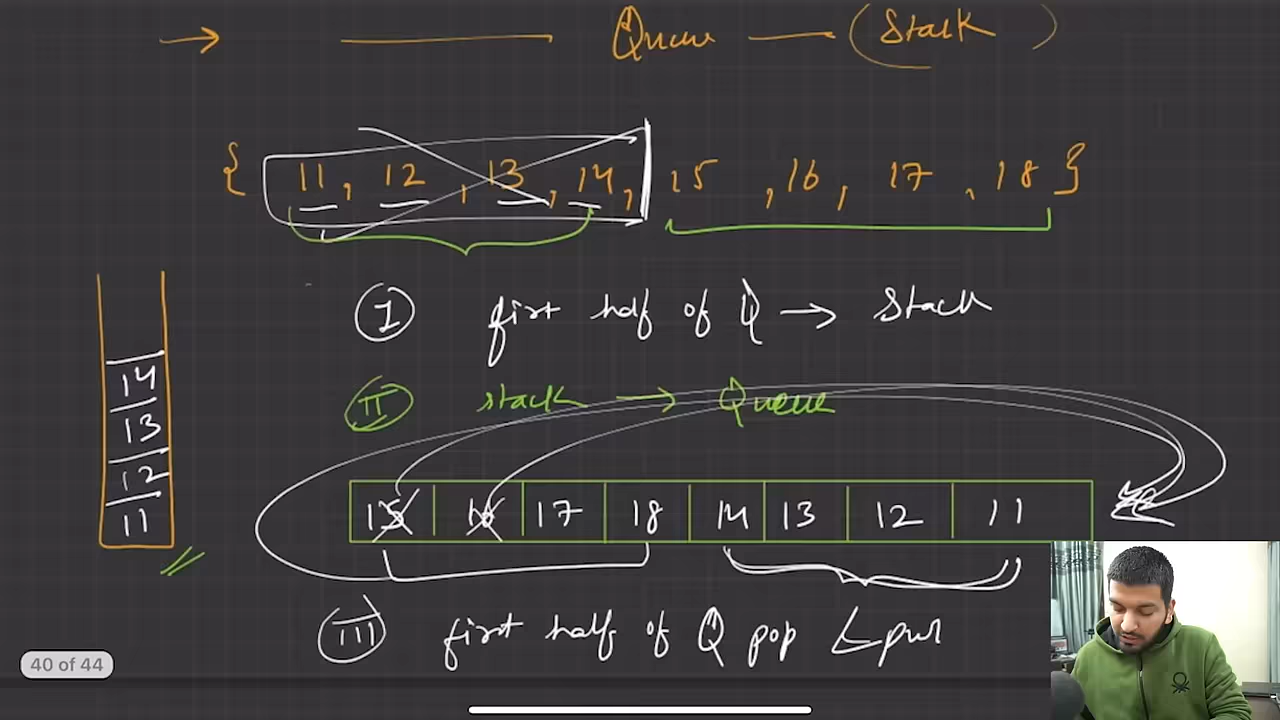 → Queue (Stack)
{ 11, 12, 13, 14, 15, 16, 17, 18 }
I first half of Q → Stack
14
13
12
11
II stack → Queue
15 16 17 18 14 13 12 11
III first half of Q pop
40 of 44